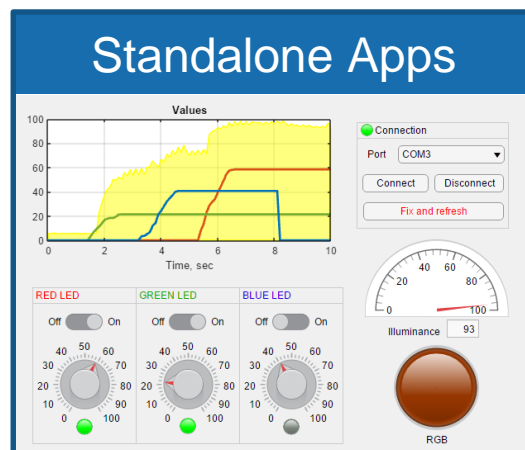 Standalone Apps
Values
100
80
60
40
20
0
0 2 4 6 8 10
Time, sec
Connection
Port COM3
Connect Disconnect
Fix and refresh
0 20 40 60 80 100
Illuminance 93
RGB
RED LED GREEN LED BLUE LED
Off On Off On Off On
0 10 20 30 40 50 60 70 80 90 100
0 10 20 30 40 50 60 70 80 90 100
0 10 20 30 40 50 60 70 80 90 100